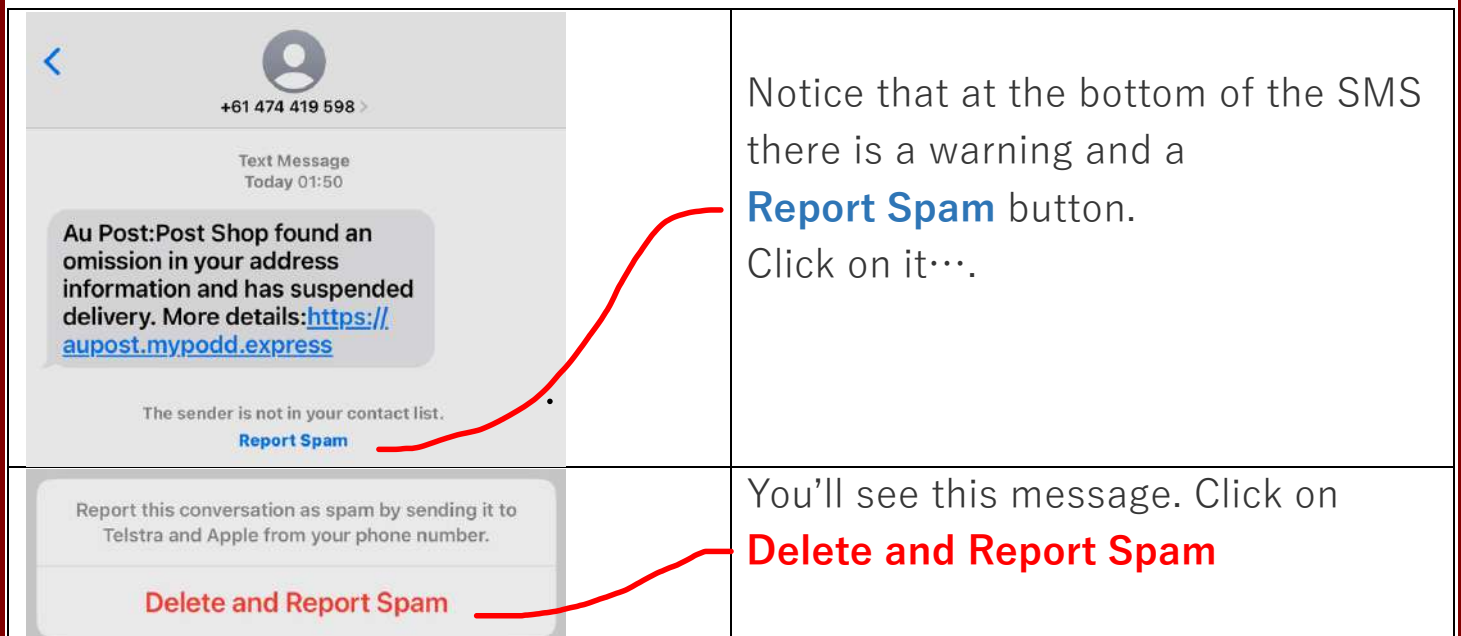 +61 474 419 598 >
Text Message
Today 01:50
Au Post:Post Shop found an
omission in your address
information and has suspended
delivery. More details:https://
aupost.mypodd.express
The sender is not in your contact list.
Report Spam
Notice that at the bottom of the SMS
there is a warning and a
Report Spam button.
Click on it….
Report this conversation as spam by sending it to
Telstra and Apple from your phone number.
Delete and Report Spam
You’ll see this message. Click on
Delete and Report Spam